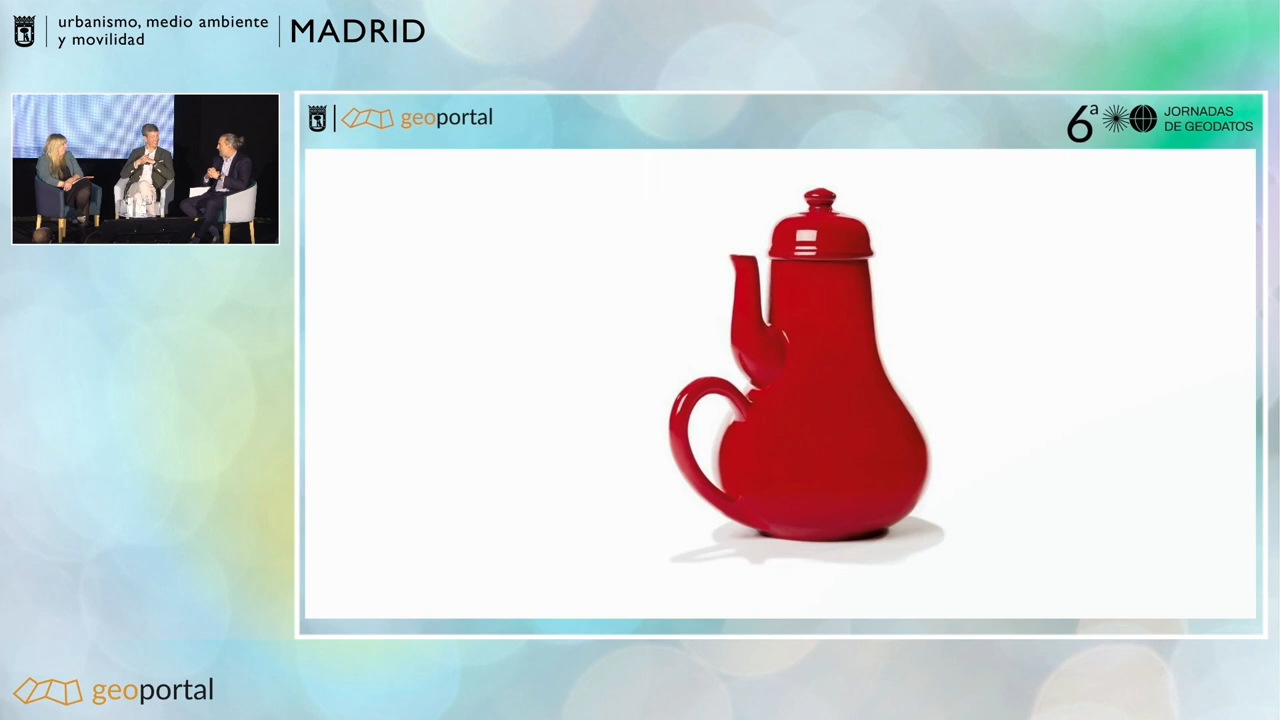 urbanismo, medio ambiente
y movilidad
MADRID
geoportal
6ª
JORNADAS
DE GEODATOS
geoportal